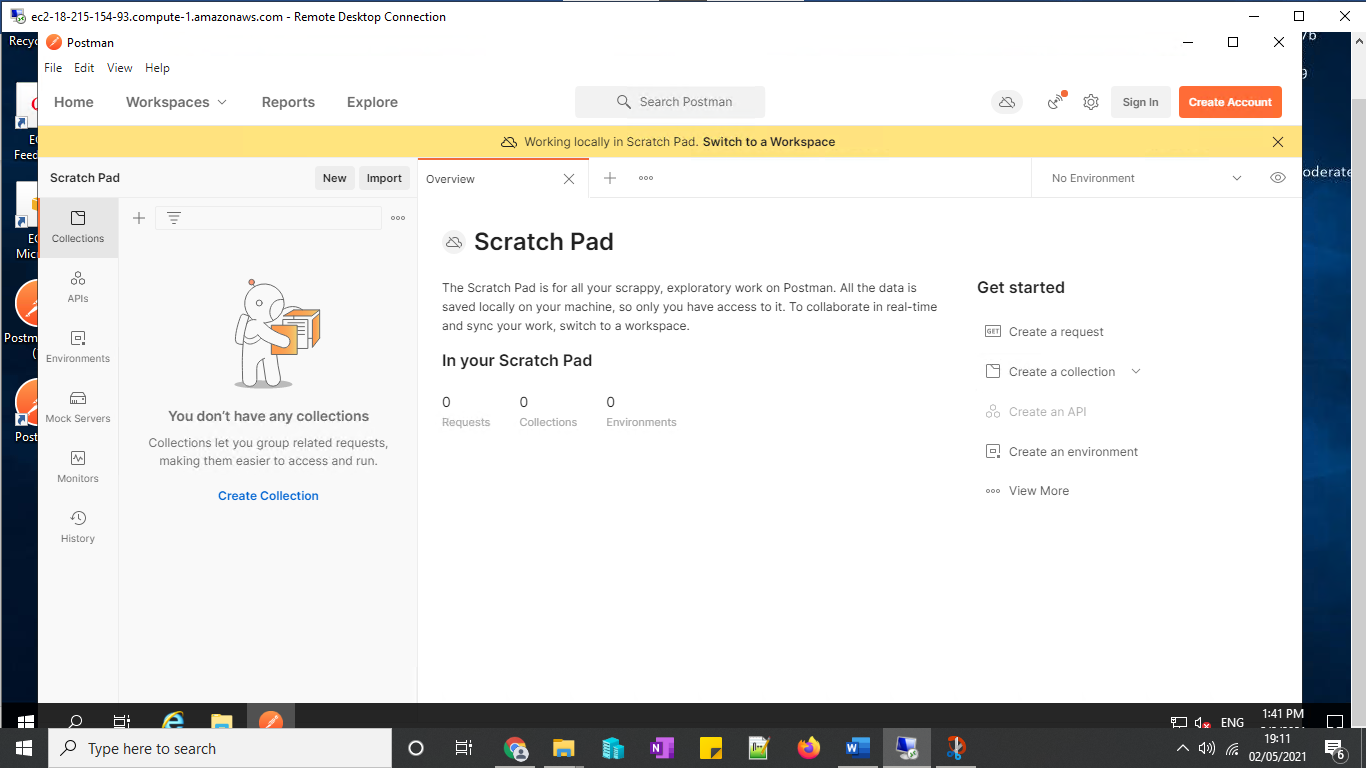 ec2-18-215-154-93.compute-1.amazonaws.com - Remote Desktop Connection
Postman
File Edit View Help
Home Workspaces Reports Explore
Search Postman
Sign In
Create Account
Working locally in Scratch Pad. Switch to a Workspace
Scratch Pad
New
Import
Overview
No Environment
Collections
APIs
Environments
Mock Servers
Monitors
History
You don't have any collections
Collections let you group related requests,
making them easier to access and run.
Create Collection
Scratch Pad
The Scratch Pad is for all your scrappy, exploratory work on Postman. All the data is
saved locally on your machine, so only you have access to it. To collaborate in real-time
and sync your work, switch to a workspace.
In your Scratch Pad
0 0 0
Requests Collections Environments
Get started
GET Create a request
Create a collection
Create an API
Create an environment
View More
ENG
1:41 PM
Type here to search
19:11
02/05/2021
6